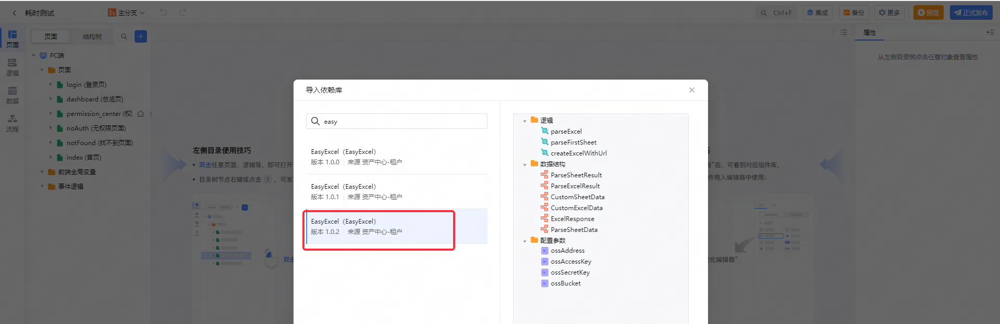 耗时测试
主分支
Ctrl+F
集成
备份
更多
预览
正式发布
页面
逻辑
数据
流程
页面
结构树
PC端
页面
login (登录页)
dashboard (总览页)
permission_center (权
noAuth (无权限页面)
notFound (找不到页面)
index (首页)
前端全局变量
事件逻辑
左侧目录使用技巧
双击任意页面、逻辑等，即可打开
目录树节点右键或点击 ，可发
双击
导入依赖库
easy
EasyExcel（EasyExcel）
版本 1.0.0 来源 资产中心-租户
EasyExcel（EasyExcel）
版本 1.0.1 来源 资产中心-租户
EasyExcel（EasyExcel）
版本 1.0.2 来源 资产中心-租户
逻辑
parseExcel
parseFirstSheet
createExcelWithUrl
数据结构
ParseSheetResult
ParseExcelResult
CustomSheetData
CustomExcelData
ExcelResponse
ParseSheetData
配置参数
ossAddress
ossAccessKey
ossSecretKey
ossBucket
器”后，可看到对应组件库，
件拖入编辑器中使用；
化编辑器”
属性
从左侧目录树点击任意对象查看属性